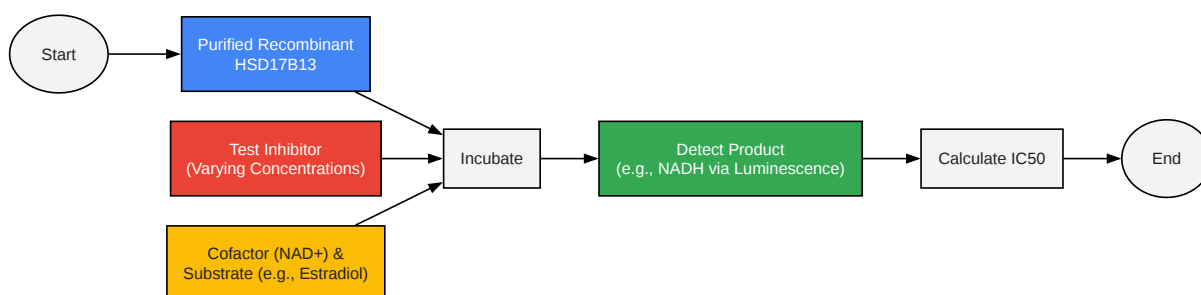 Start
Purified Recombinant
HSD17B13
Test Inhibitor
(Varying Concentrations)
Cofactor (NAD+) &
Substrate (e.g., Estradiol)
Incubate
Detect Product
(e.g., NADH via Luminescence)
Calculate IC50
End